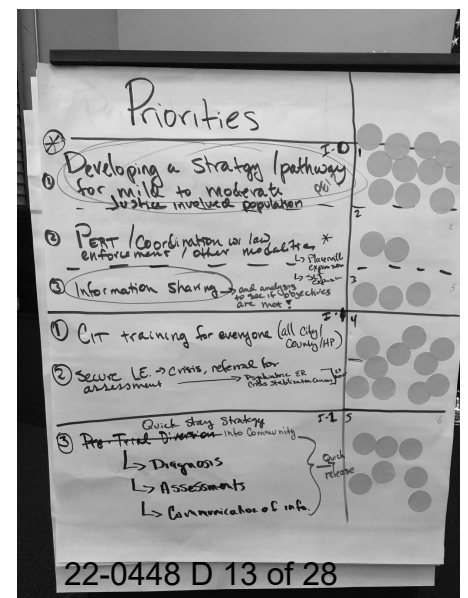 Priorities
I-0 1
① Developing a Strategy / pathway
for mild to moderate
Justice involved population
2
② PERT / Coordination w/ law *
enforcement / other modalities
↳ Placerville
expansion
↳ SLT
Expansion
③ Information Sharing → and analysis
to see if objectives
are met!
3
4
① CIT training for everyone (all City/
County/HP)
② Secure L.E. → Crisis, referral for
assessment → Psychiatric ER
Crisis Stabilization
Quick Stay Strategy I-1 5
③ Pre-Trial Diversion into Community
↳ Diagnosis
↳ Assessments
↳ Communication of info.
→ Quick
release
22-0448 D 13 of 28